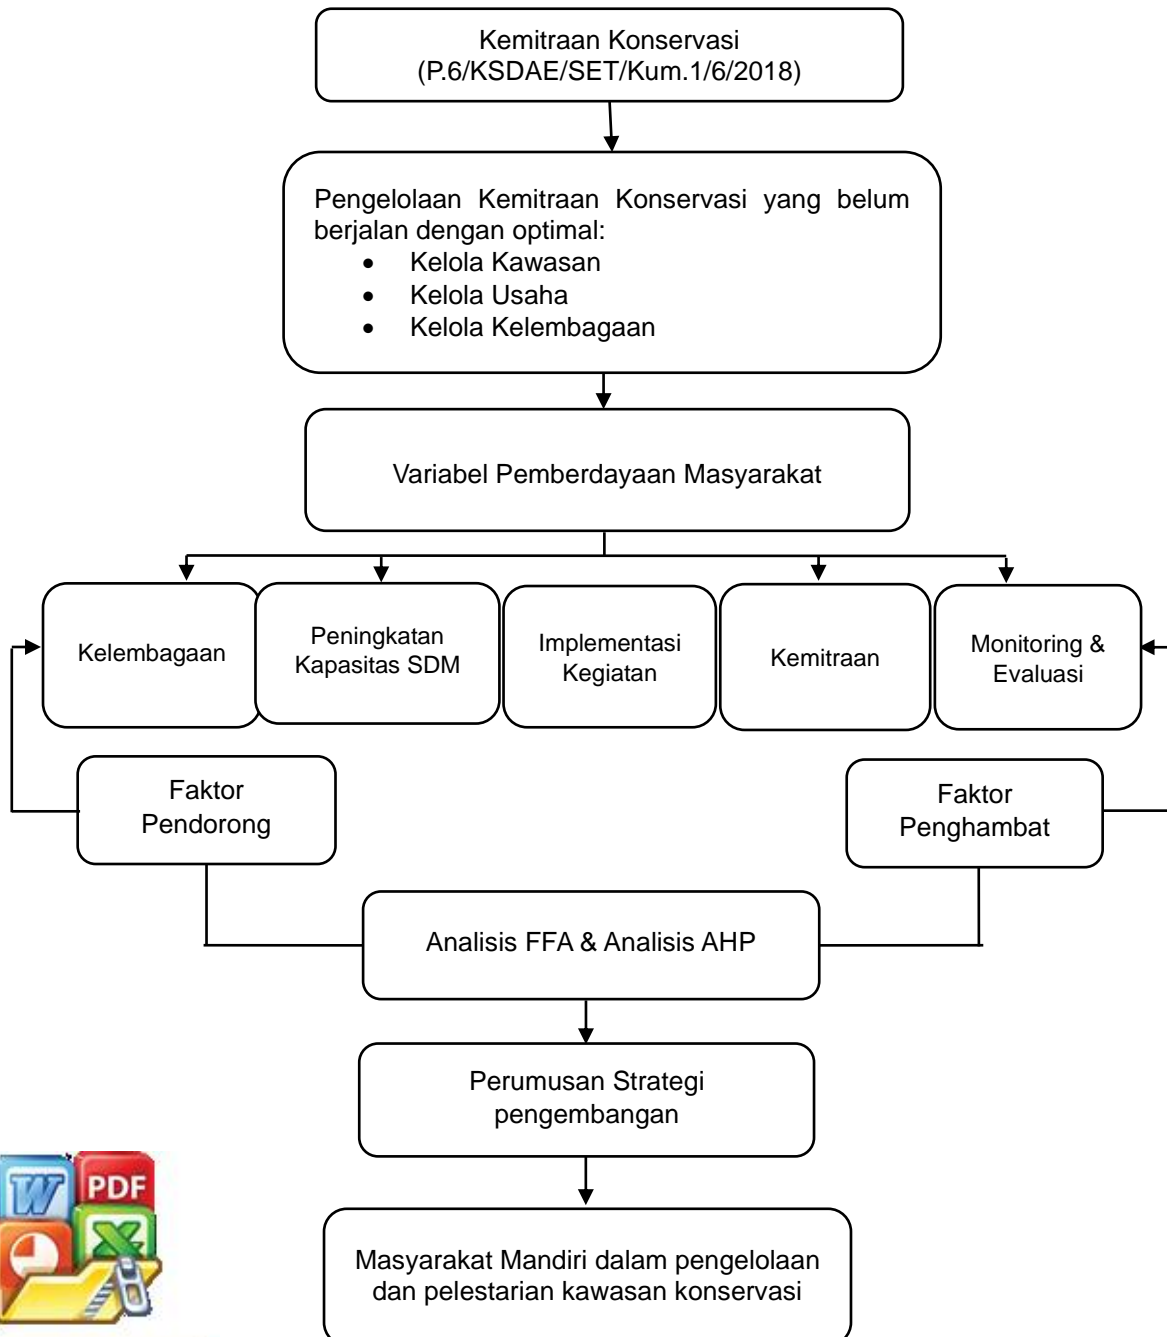 Kemitraan Konservasi
(P.6/KSDAE/SET/Kum.1/6/2018)
Pengelolaan Kemitraan Konservasi yang belum
berjalan dengan optimal:
• Kelola Kawasan
• Kelola Usaha
• Kelola Kelembagaan
Variabel Pemberdayaan Masyarakat
Kelembagaan
Peningkatan
Kapasitas SDM
Implementasi
Kegiatan
Kemitraan
Monitoring &
Evaluasi
Faktor
Pendorong
Faktor
Penghambat
Analisis FFA & Analisis AHP
Perumusan Strategi
pengembangan
Masyarakat Mandiri dalam pengelolaan
dan pelestarian kawasan konservasi
W
PDF
X